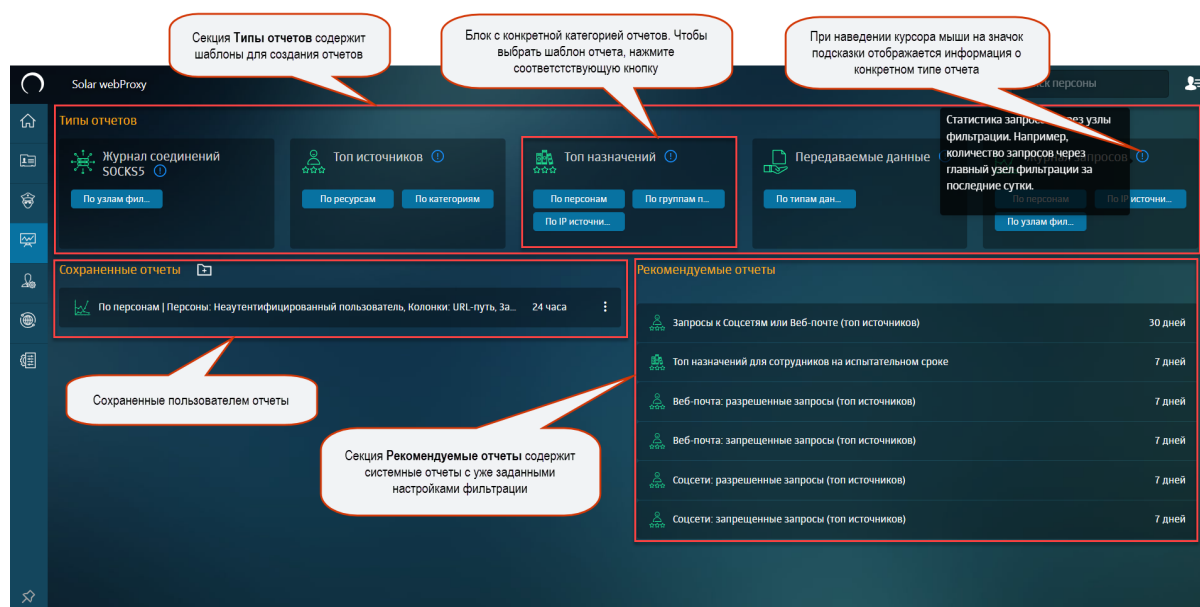 Секция Типы отчетов содержит
шаблоны для создания отчетов
Блок с конкретной категорией отчетов. Чтобы
выбрать шаблон отчета, нажмите
соответстствующую кнопку
При наведении курсора мыши на значок
подсказки отображается информация о
конкретном типе отчета
Solar webProxy
персоны
Типы отчетов
Журнал соединений
SOCKS5
По узлам фил...
Топ источников
По ресурсам
По категориям
Топ назначений
По персонам
По группам п...
По IP источни...
Передаваемые данные
По типам дан...
Статистика запросов через узлы
фильтрации. Например,
количество запросов через
главный узел фильтрации за
последние сутки.
По персонам
По IP источни...
По узлам фил...
Сохраненные отчеты
По персонам | Персоны: Неаутентифицированный пользователь, Колонки: URL-путь, За...
24 часа
Сохраненные пользователем отчеты
Рекомендуемые отчеты
Запросы к Соцсетям или Веб-почте (топ источников)
30 дней
Топ назначений для сотрудников на испытательном сроке
7 дней
Веб-почта: разрешенные запросы (топ источников)
7 дней
Веб-почта: запрещенные запросы (топ источников)
7 дней
Соцсети: разрешенные запросы (топ источников)
7 дней
Соцсети: запрещенные запросы (топ источников)
7 дней
Секция Рекомендуемые отчеты содержит
системные отчеты с уже заданными
настройками фильтрации